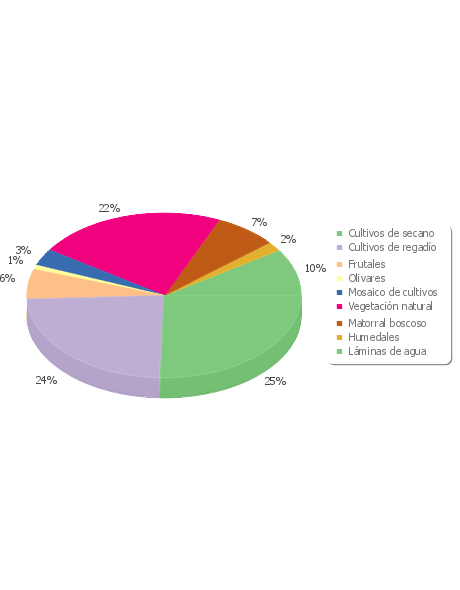 22%
7%
2%
10%
25%
24%
6%
1%
3%
Cultivos de secano
Cultivos de regadío
Frutales
Olivares
Mosaico de cultivos
Vegetación natural
Matorral boscoso
Humedales
Láminas de agua